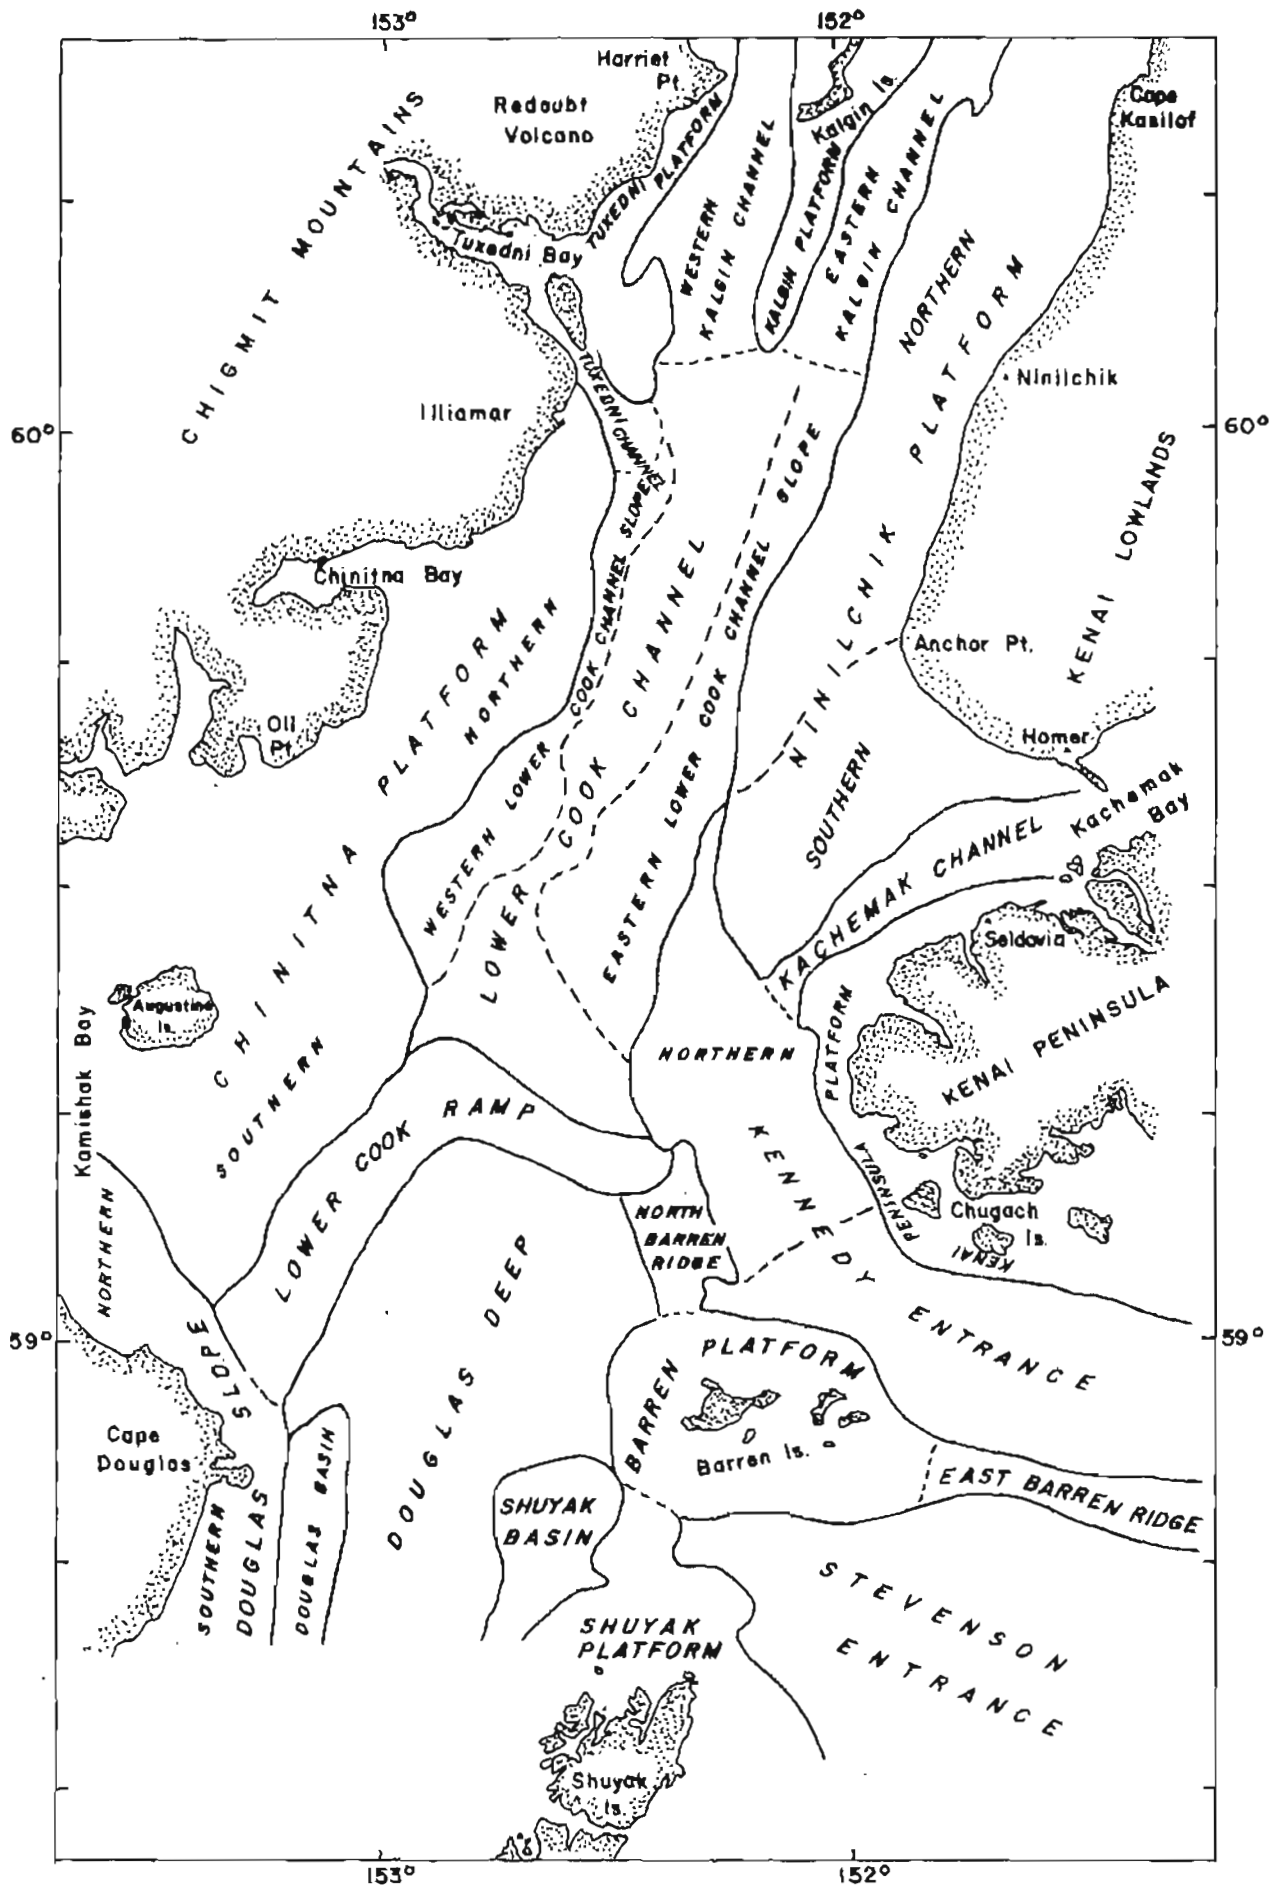 153°
152°
Harriet
Pt.
Redoubt
Volcano
Kalgin Is.
Cape
Kasilof
CHIGMIT MOUNTAINS
TUXEDNI PLATFORM
Tuxedni Bay
WESTERN
KALGIN CHANNEL
KALGIN PLATFORM
EASTERN
KALGIN CHANNEL
NORTHERN
NINILCHIK PLATFORM
SOUTHERN
Ninilchik
60°
60°
Illiamar
TUXEDNI CHANNEL
KENAI LOWLANDS
Chinitna Bay
Anchor Pt.
Homer
Oil
Pt.
CHINITNA PLATFORM
NORTHERN
SOUTHERN
WESTERN LOWER COOK CHANNEL SLOPE
LOWER COOK CHANNEL
EASTERN LOWER COOK CHANNEL SLOPE
Kachemak
Bay
KACHEMAK CHANNEL
Seldovia
KENAI PENINSULA
Augustine
Is.
Kamishak Bay
NORTHERN
KENNEDY ENTRANCE
KENAI PENINSULA PLATFORM
LOWER COOK RAMP
Chugach
Is.
NORTH
BARREN
RIDGE
59°
59°
NORTHERN
SOUTHERN
DOUGLAS SLOPE
Cape
Douglas
DOUGLAS BASIN
DOUGLAS DEEP
BARREN PLATFORM
Barren Is.
EAST BARREN RIDGE
SHUYAK
BASIN
STEVENSON
ENTRANCE
SHUYAK
PLATFORM
Shuyak
Is.
153°
152°